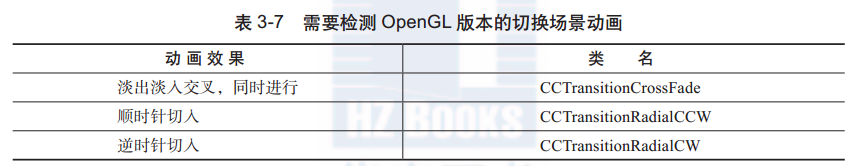 表 3-7 需要检测 OpenGL 版本的切换场景动画
动 画 效 果 类 名
淡出淡入交叉，同时进行 CCTransitionCrossFade
顺时针切入 CCTransitionRadialCCW
逆时针切入 CCTransitionRadialCW
HZ BOOKS